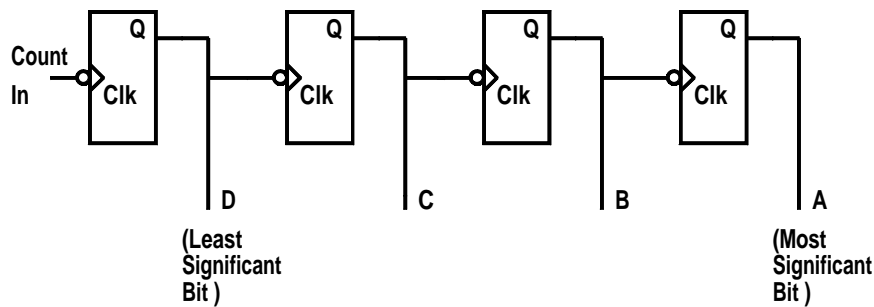 Q
Q
Q
Q
Count
In
Clk
Clk
Clk
Clk
D
C
B
A
(Least
Significant
Bit )
(Most
Significant
Bit )